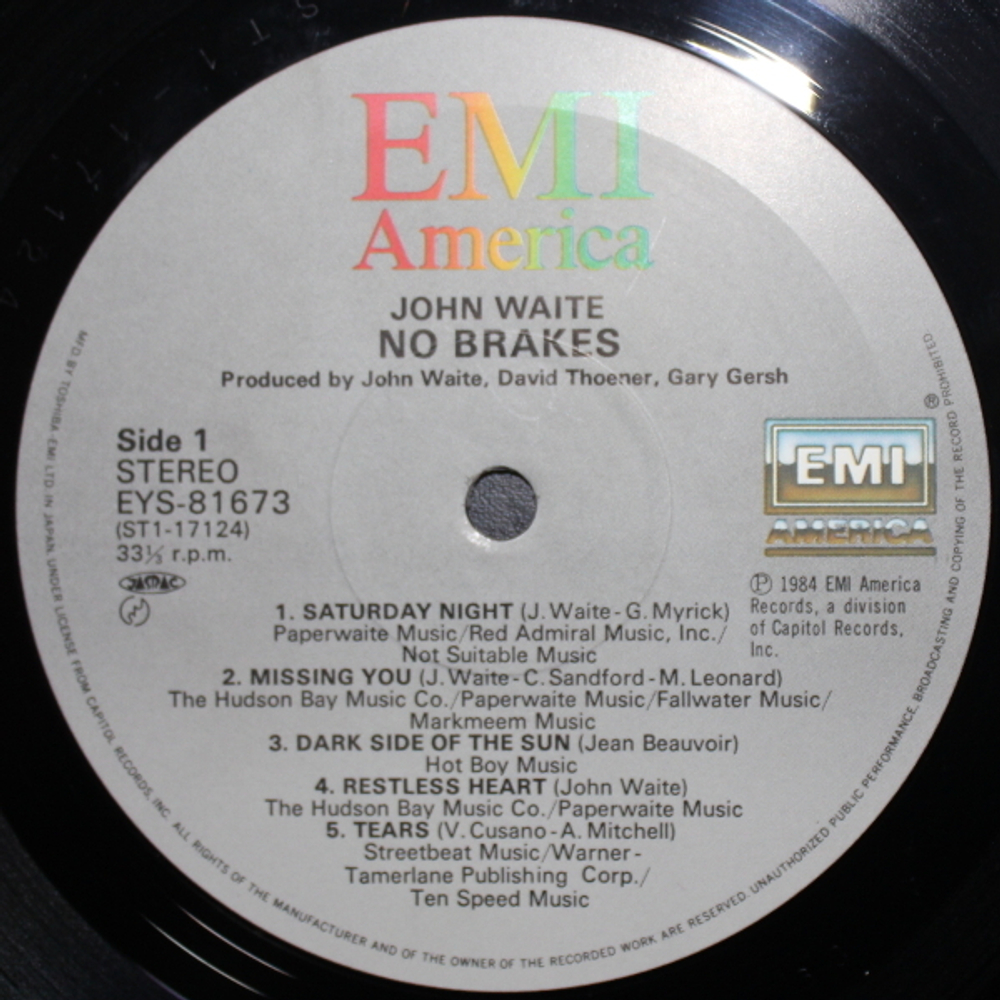 EMI
America
JOHN WAITE
NO BRAKES
Produced by John Waite, David Thoener, Gary Gersh
Side 1
STEREO
EYS-81673
(ST1-17124)
33⅓ r.p.m.
JASRAC
®
EMI
AMERICA
Ⓟ 1984 EMI America
Records, a division
of Capitol Records,
Inc.
1. SATURDAY NIGHT (J. Waite - G. Myrick)
Paperwaite Music/Red Admiral Music, Inc./
Not Suitable Music
2. MISSING YOU (J. Waite - C. Sandford - M. Leonard)
The Hudson Bay Music Co./Paperwaite Music/Fallwater Music/
Markmeem Music
3. DARK SIDE OF THE SUN (Jean Beauvoir)
Hot Boy Music
4. RESTLESS HEART (John Waite)
The Hudson Bay Music Co./Paperwaite Music
5. TEARS (V. Cusano - A. Mitchell)
Streetbeat Music/Warner-
Tamerlane Publishing Corp./
Ten Speed Music
MFD. BY TOSHIBA-EMI LTD. IN JAPAN UNDER LICENSE FROM CAPITOL RECORDS, INC. ALL RIGHTS OF THE MANUFACTURER AND OF THE OWNER OF THE RECORDED WORK ARE RESERVED. UNAUTHORIZED PUBLIC PERFORMANCE, BROADCASTING AND COPYING OF THE RECORD PROHIBITED.